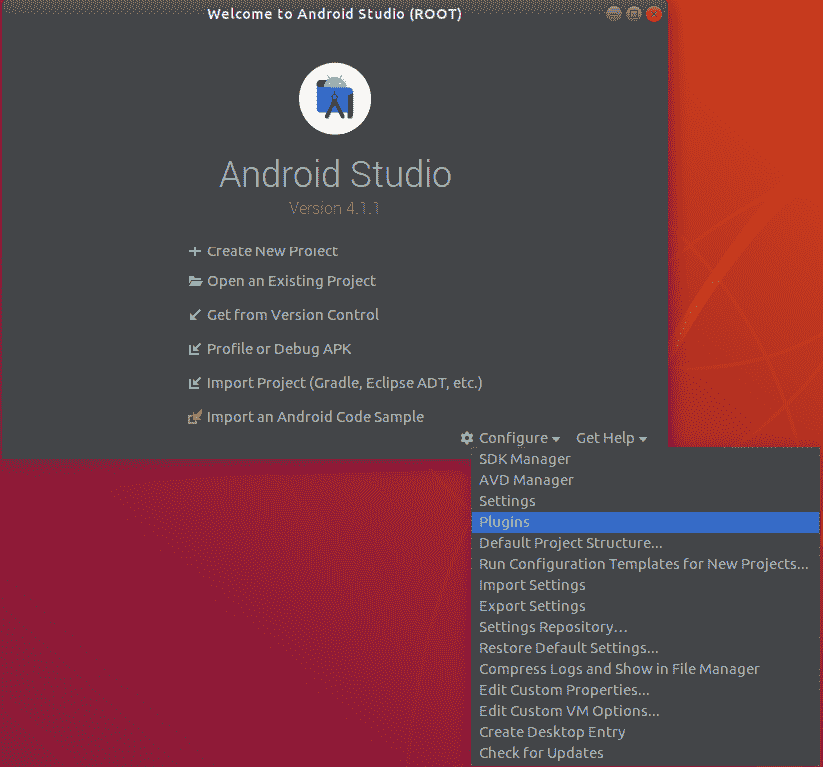 Welcome to Android Studio (ROOT)
Android Studio
Version 4.1.1
Create New Project
Open an Existing Project
Get from Version Control
Profile or Debug APK
Import Project (Gradle, Eclipse ADT, etc.)
Import an Android Code Sample
Configure Get Help
SDK Manager
AVD Manager
Settings
Plugins
Default Project Structure...
Run Configuration Templates for New Projects...
Import Settings
Export Settings
Settings Repository...
Restore Default Settings...
Compress Logs and Show in File Manager
Edit Custom Properties...
Edit Custom VM Options...
Create Desktop Entry
Check for Updates